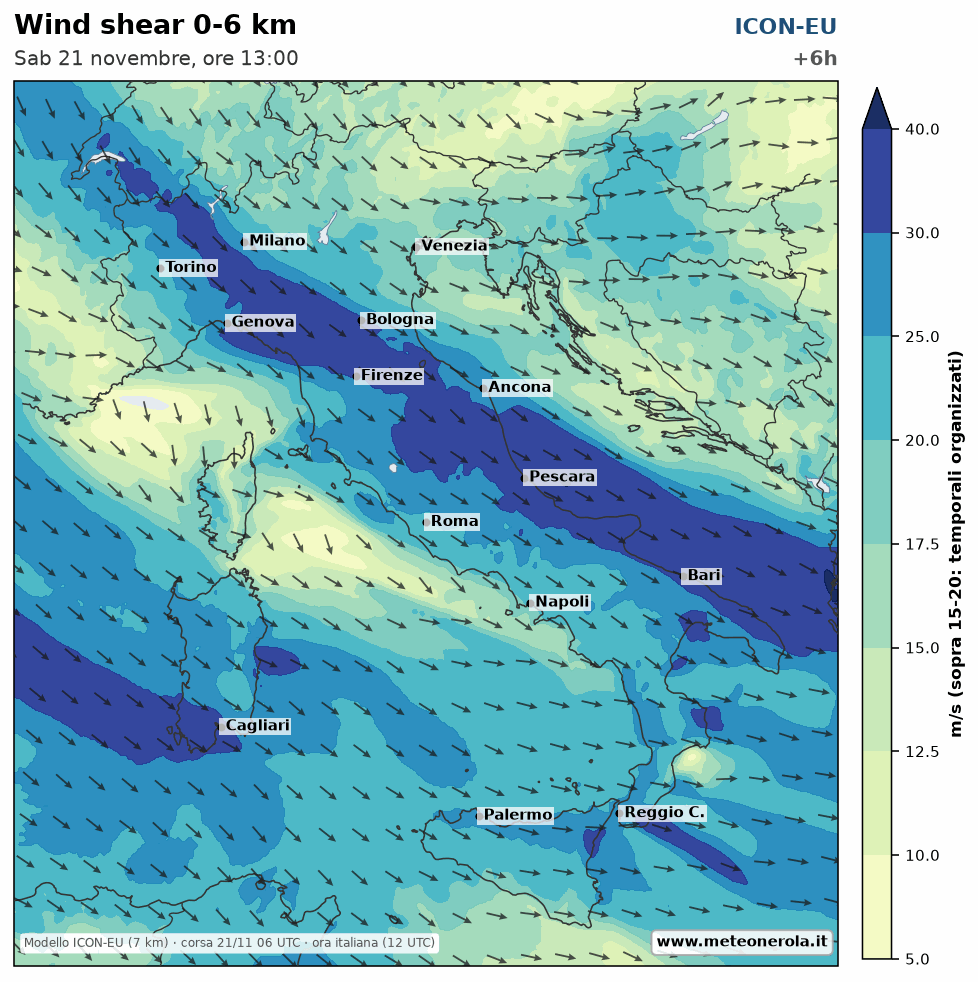 Wind shear 0-6 km
ICON-EU
Sab 21 novembre, ore 13:00
+6h
Milano
Venezia
Torino
Genova
Bologna
Firenze
Ancona
Pescara
Roma
Bari
Napoli
Cagliari
Palermo
Reggio C.
40.0
30.0
25.0
20.0
17.5
15.0
12.5
10.0
5.0
m/s (sopra 15-20: temporali organizzati)
Modello ICON-EU (7 km) · corsa 21/11 06 UTC · ora italiana (12 UTC)
www.meteonerola.it